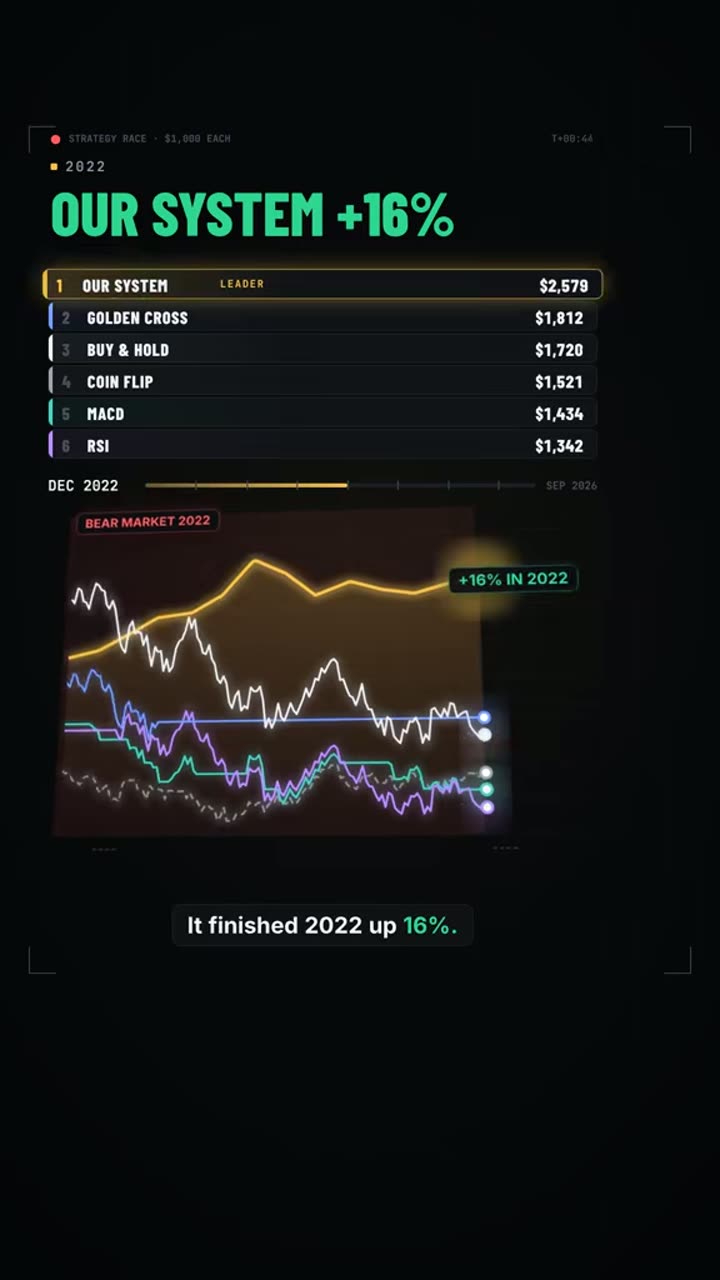 STRATEGY RACE · $1,000 EACH
2022
OUR SYSTEM +16%
1 OUR SYSTEM LEADER $2,579
2 GOLDEN CROSS $1,812
3 BUY & HOLD $1,720
4 COIN FLIP $1,521
5 MACD $1,434
6 RSI $1,342
DEC 2022 SEP 2026
BEAR MARKET 2022
+16% IN 2022
It finished 2022 up 16%.